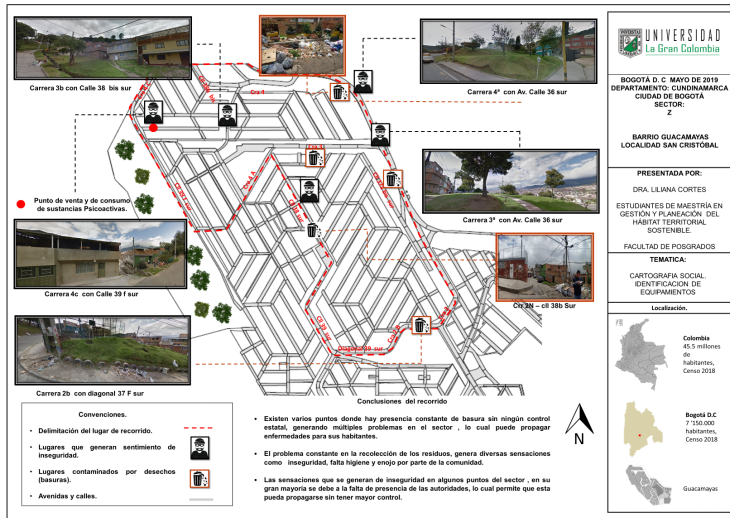 Carrera 3b con Calle 38 bis sur
Carrera 4ª con Av. Calle 36 sur
Cra 4
Punto de venta y de consumo
de sustancias Psicoactivas.
Carrera 3ª con Av. Calle 36 sur
Carrera 4c con Calle 39 f sur
Crr 2N – cll 38b Sur
Diagonal 39 sur
Carrera 2b con diagonal 37 F sur
Convenciones.
• Delimitación del lugar de recorrido.
• Lugares que generan sentimiento de
inseguridad.
• Lugares contaminados por desechos
(basuras).
• Avenidas y calles.
Conclusiones del recorrido
• Existen varios puntos donde hay presencia constante de basura sin ningún control
estatal, generando múltiples problemas en el sector , lo cual puede propagar
enfermedades para sus habitantes.
• El problema constante en la recolección de los residuos, genera diversas sensaciones
como inseguridad, falta higiene y enojo por parte de la comunidad.
• Las sensaciones que se generan de inseguridad en algunos puntos del sector , en su
gran mayoría se debe a la falta de presencia de las autoridades, lo cual permite que esta
pueda propagarse sin tener mayor control.
N
UNIVERSIDAD
La Gran Colombia
BOGOTÁ D. C MAYO DE 2019
DEPARTAMENTO: CUNDINAMARCA
CIUDAD DE BOGOTÁ
SECTOR:
Z
BARRIO GUACAMAYAS
LOCALIDAD SAN CRISTÓBAL
PRESENTADA POR:
DRA. LILIANA CORTES
ESTUDIANTES DE MAESTRÍA EN
GESTIÓN Y PLANEACIÓN DEL
HÁBITAT TERRITORIAL
SOSTENIBLE.
FACULTAD DE POSGRADOS
TEMATICA:
CARTOGRAFIA SOCIAL.
IDENTIFICACION DE
EQUIPAMIENTOS
Localización.
Colombia
45.5 millones
de
habitantes,
Censo 2018
Bogotá D.C
7 '150.000
habitantes,
Censo 2018
Guacamayas